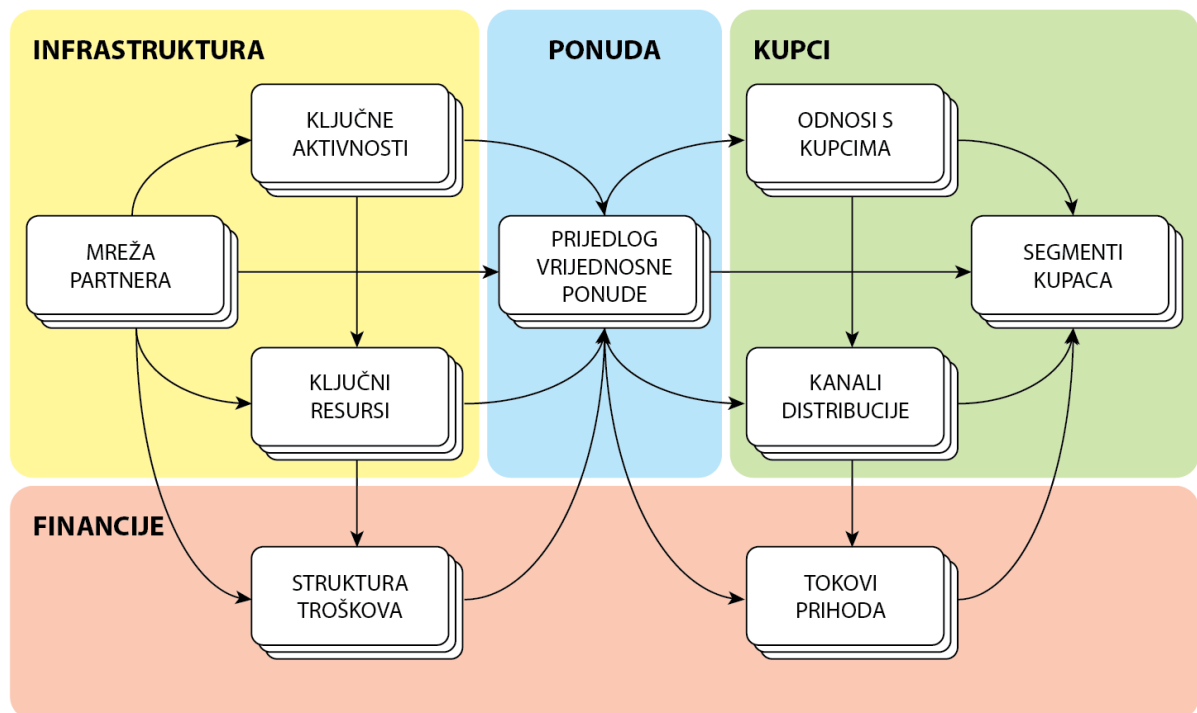 INFRASTRUKTURA
PONUDA
KUPCI
KLJUČNE
AKTIVNOSTI
ODNOSI S
KUPCIMA
MREŽA
PARTNERA
PRIJEDLOG
VRIJEDNOSNE
PONUDE
SEGMENTI
KUPACA
KLJUČNI
RESURSI
KANALI
DISTRIBUCIJE
FINANCIJE
STRUKTURA
TROŠKOVA
TOKOVI
PRIHODA